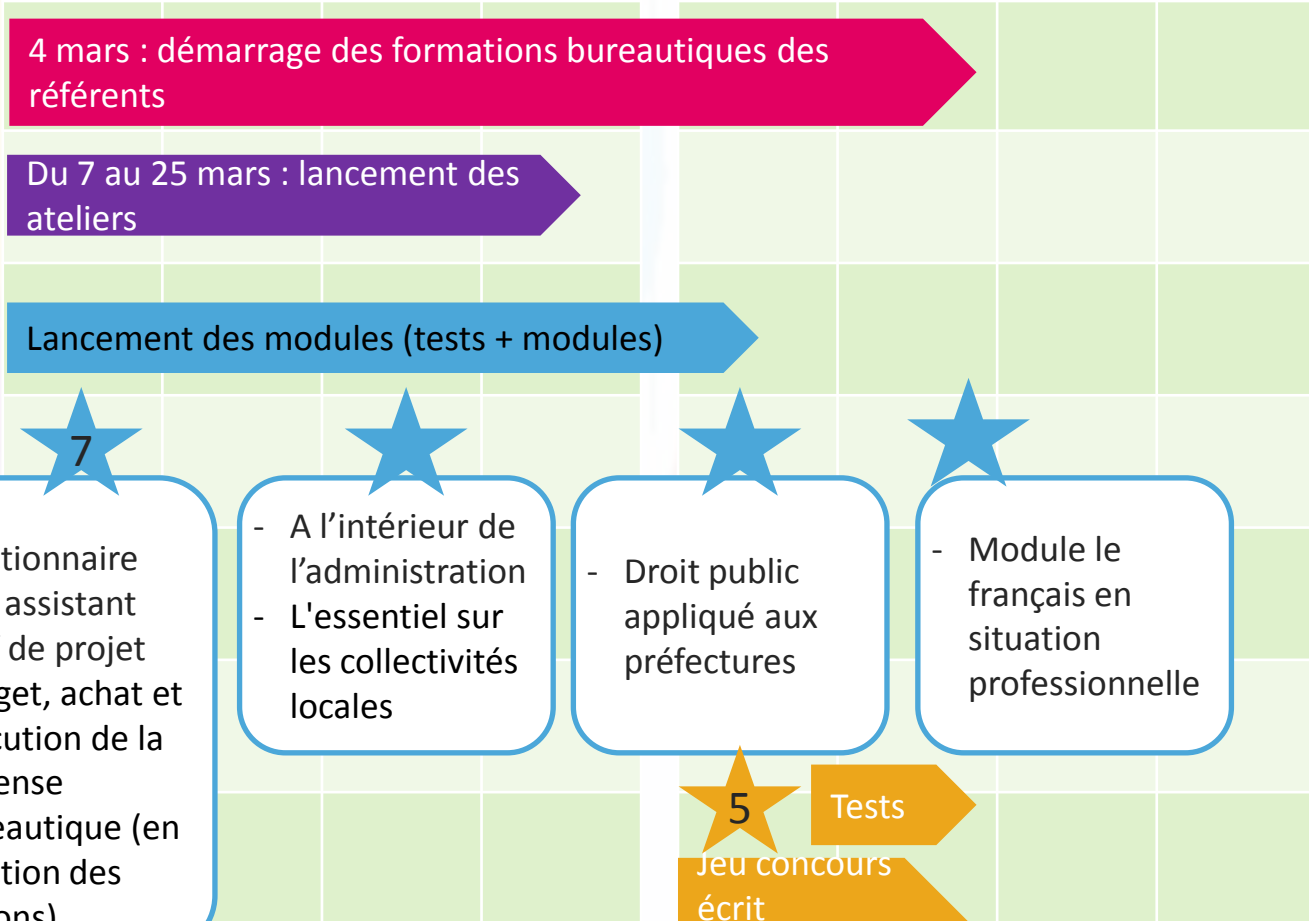 4 mars : démarrage des formations bureautiques des
référents
Du 7 au 25 mars : lancement des
ateliers
Lancement des modules (tests + modules)
7
tionnaire
assistant
de projet
get, achat et
cution de la
ense
eautique (en
tion des
ons)
- A l’intérieur de
l’administration
- L'essentiel sur
les collectivités
locales
- Droit public
appliqué aux
préfectures
- Module le
français en
situation
professionnelle
5
Tests
Jeu concours
écrit